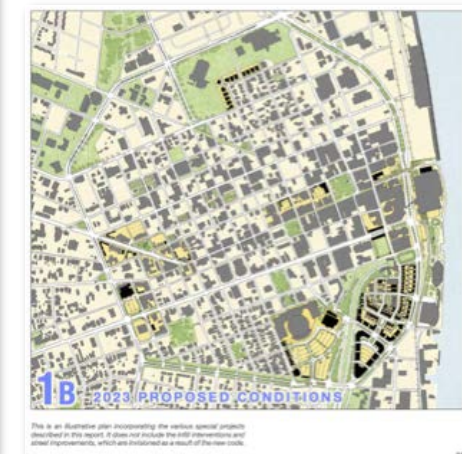 1B 2023 PROPOSED CONDITIONS
This is an illustrative plan incorporating the various special projects
described in this report. It does not include the infill interventions and
street improvements, which are envisioned as a result of the new code.